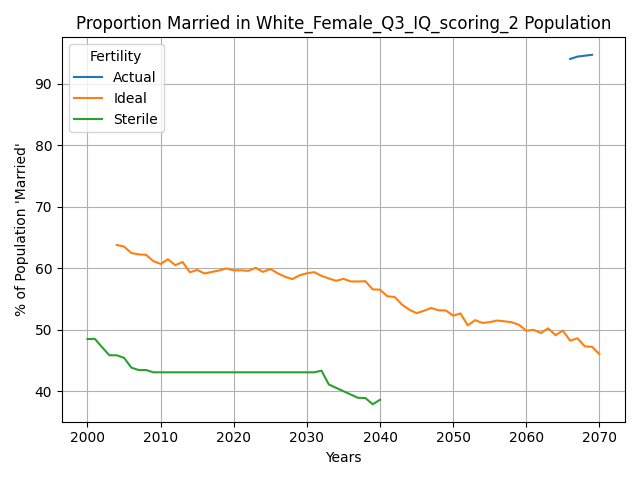 Proportion Married in White_Female_Q3_IQ_scoring_2 Population
Fertility
Actual
Ideal
Sterile
% of Population 'Married'
90
80
70
60
50
40
2000 2010 2020 2030 2040 2050 2060 2070
Years